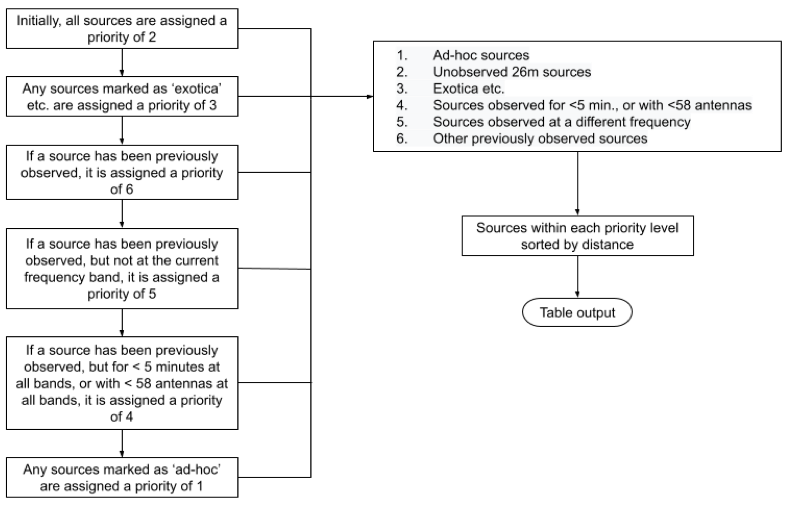 Initially, all sources are assigned a
priority of 2
Any sources marked as ‘exotica’
etc. are assigned a priority of 3
If a source has been previously
observed, it is assigned a priority
of 6
If a source has been previously
observed, but not at the current
frequency band, it is assigned a
priority of 5
If a source has been previously
observed, but for < 5 minutes at
all bands, or with < 58 antennas at
all bands, it is assigned a priority
of 4
Any sources marked as ‘ad-hoc’
are assigned a priority of 1
1. Ad-hoc sources
2. Unobserved 26m sources
3. Exotica etc.
4. Sources observed for <5 min., or with <58 antennas
5. Sources observed at a different frequency
6. Other previously observed sources
Sources within each priority level
sorted by distance
Table output